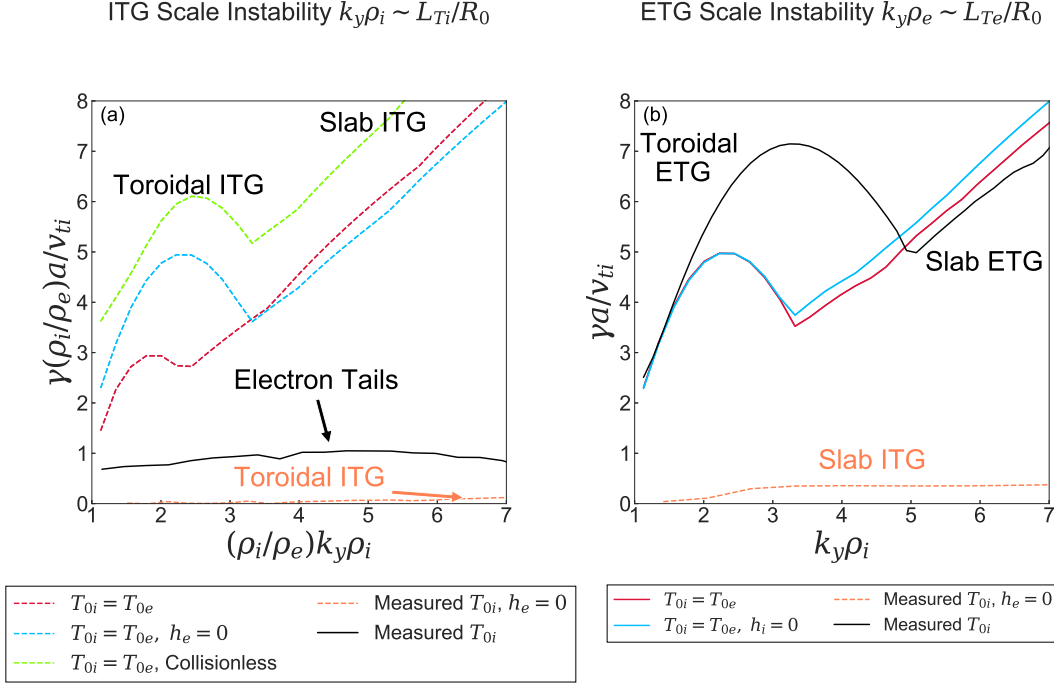 ITG Scale Instability $k_y\rho_i \sim L_{Ti}/R_0$
ETG Scale Instability $k_y\rho_e \sim L_{Te}/R_0$
(a)
Slab ITG
Toroidal ITG
Electron Tails
Toroidal ITG
8
7
6
5
4
3
2
1
0
1 2 3 4 5 6 7
$\gamma(\rho_i/\rho_e)a/v_{ti}$
$(\rho_i/\rho_e)k_y\rho_i$
(b)
Toroidal
ETG
Slab ETG
Slab ITG
8
7
6
5
4
3
2
1
0
1 2 3 4 5 6 7
$\gamma a/v_{ti}$
$k_y\rho_i$
$T_{0i} = T_{0e}$
$T_{0i} = T_{0e},\ h_e = 0$
$T_{0i} = T_{0e}$, Collisionless
Measured $T_{0i}, h_e = 0$
Measured $T_{0i}$
$T_{0i} = T_{0e}$
$T_{0i} = T_{0e},\ h_i = 0$
Measured $T_{0i}, h_e = 0$
Measured $T_{0i}$